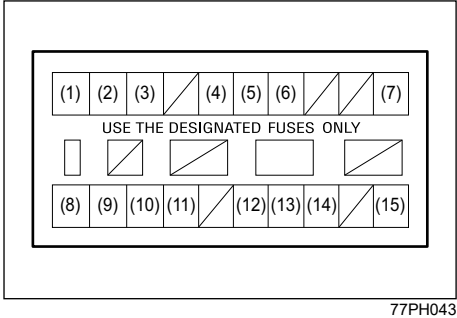 (1) (2) (3) (4) (5) (6) (7)
USE THE DESIGNATED FUSES ONLY
(8) (9) (10) (11) (12) (13) (14) (15)
77PH043